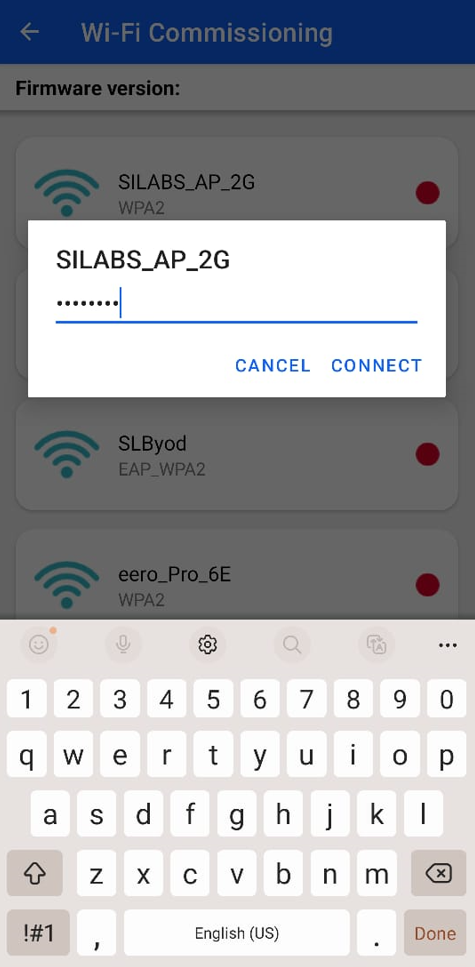 Wi-Fi Commissioning
Firmware version:
SILABS_AP_2G
WPA2
SILABS_AP_2G
••••••••
CANCEL CONNECT
SLByod
EAP_WPA2
eero_Pro_6E
WPA2
1 2 3 4 5 6 7 8 9 0
q w e r t y u i o p
a s d f g h j k l
z x c v b n m
!#1 , English (US) . Done